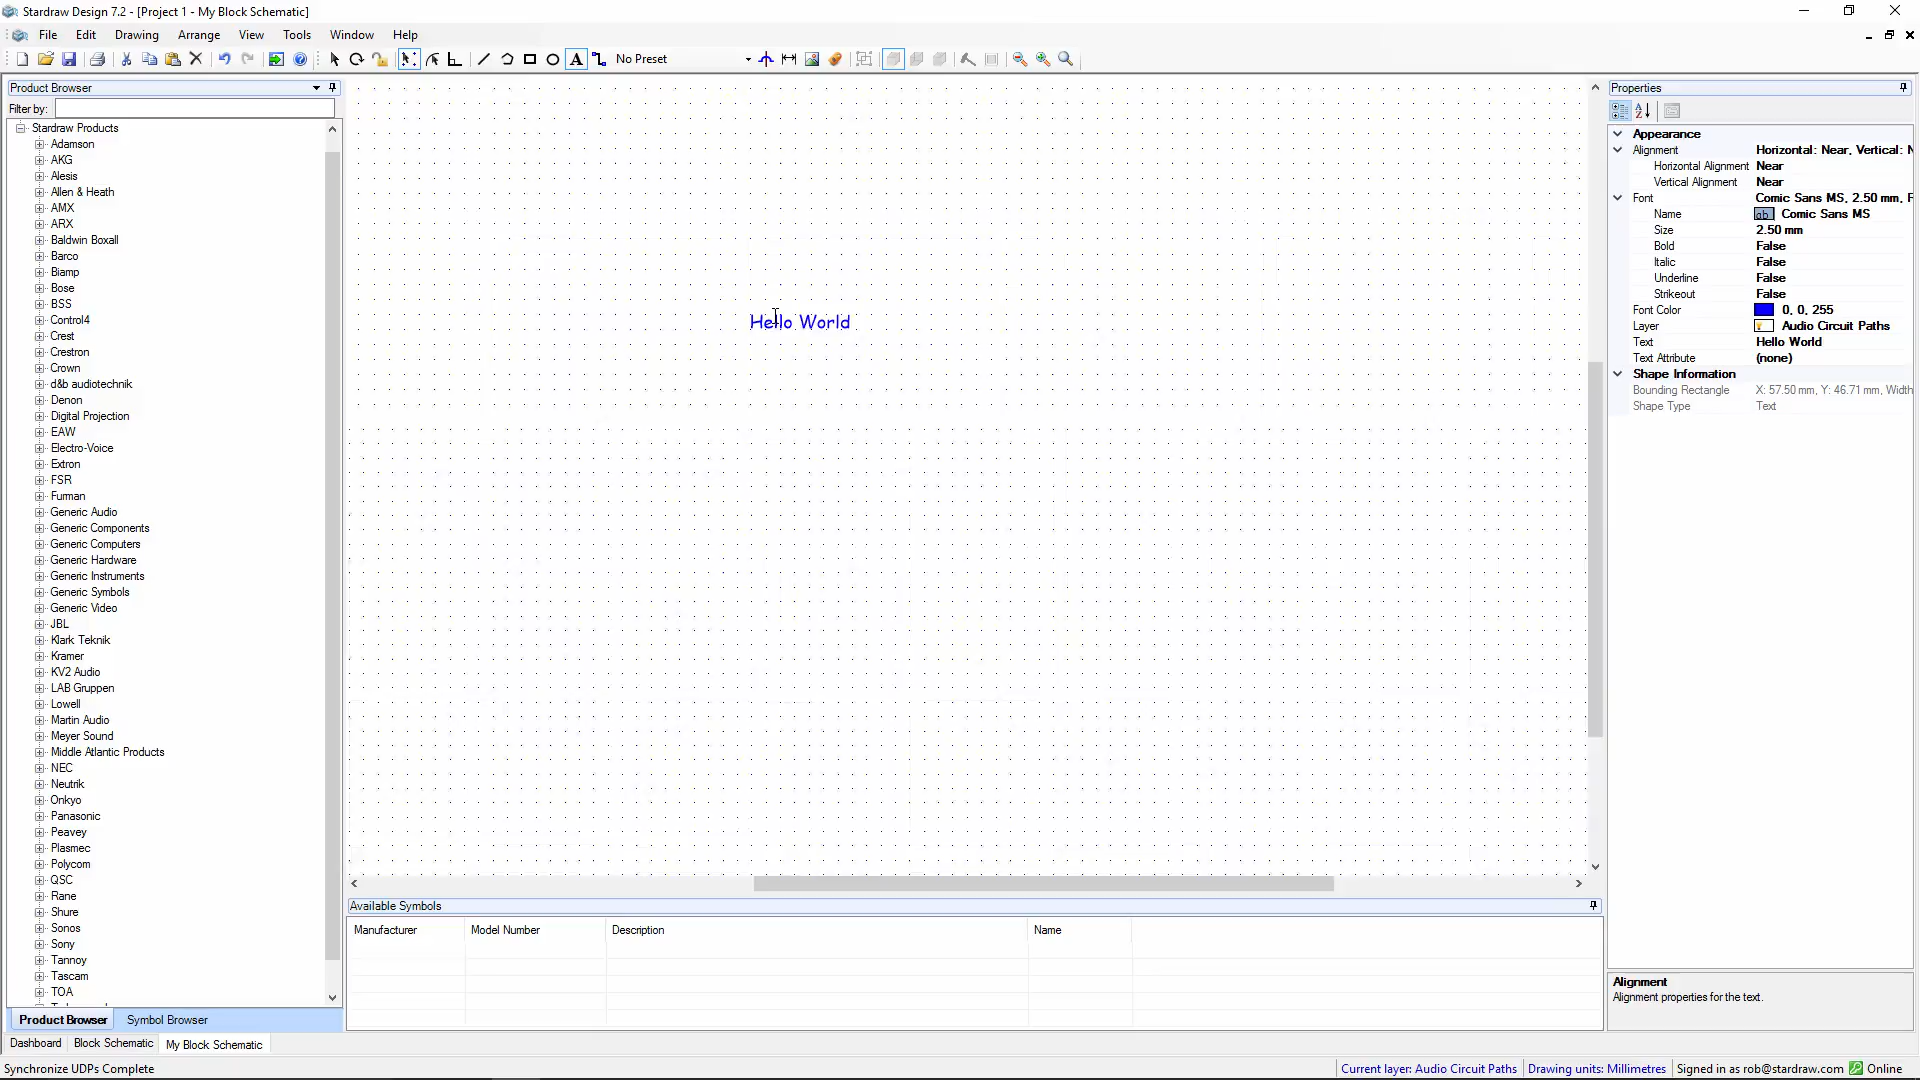 Stardraw Design 7.2 - [Project 1 - My Block Schematic]
File Edit Drawing Arrange View Tools Window Help
A No Preset
Product Browser
Filter by:
Stardraw Products
Adamson
AKG
Alesis
Allen & Heath
AMX
ARX
Baldwin Boxall
Barco
Biamp
Bose
BSS
Control4
Crest
Crestron
Crown
d&b audiotechnik
Denon
Digital Projection
EAW
Electro-Voice
Extron
FSR
Furman
Generic Audio
Generic Components
Generic Computers
Generic Hardware
Generic Instruments
Generic Symbols
Generic Video
JBL
Klark Teknik
Kramer
KV2 Audio
LAB Gruppen
Lowell
Martin Audio
Meyer Sound
Middle Atlantic Products
NEC
Neutrik
Onkyo
Panasonic
Peavey
Plasmec
Polycom
QSC
Rane
Shure
Sonos
Sony
Tannoy
Tascam
TOA
Product Browser Symbol Browser
Hello World
Available Symbols
Manufacturer Model Number Description Name
Properties
Appearance
Alignment Horizontal: Near, Vertical: N
Horizontal Alignment Near
Vertical Alignment Near
Font Comic Sans MS, 2.50 mm, F
Name ab Comic Sans MS
Size 2.50 mm
Bold False
Italic False
Underline False
Strikeout False
Font Color 0, 0, 255
Layer Audio Circuit Paths
Text Hello World
Text Attribute (none)
Shape Information
Bounding Rectangle X: 57.50 mm, Y: 46.71 mm, Width
Shape Type Text
Alignment
Alignment properties for the text.
Dashboard Block Schematic My Block Schematic
Synchronize UDPs Complete Current layer: Audio Circuit Paths Drawing units: Millimetres Signed in as rob@stardraw.com Online